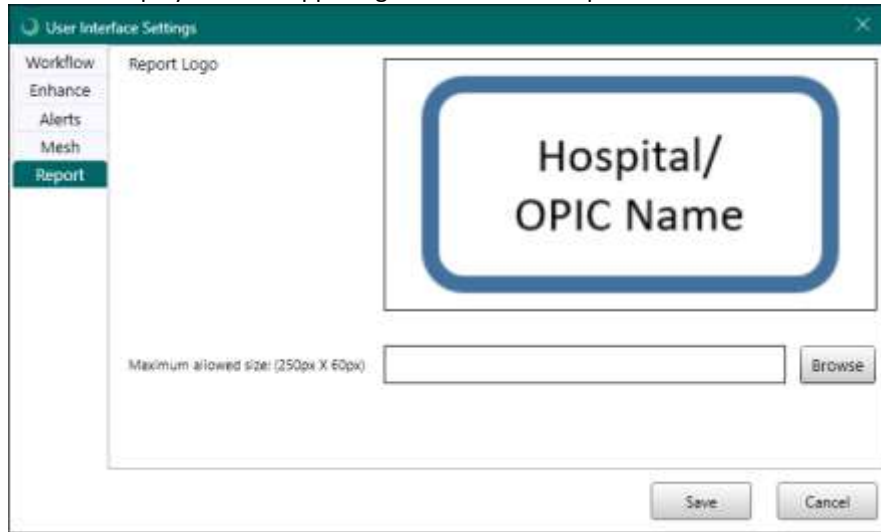 User Interface Settings
Workflow
Enhance
Alerts
Mesh
Report
Report Logo
Hospital/
OPIC Name
Maximum allowed size: (250px X 60px)
Browse
Save
Cancel